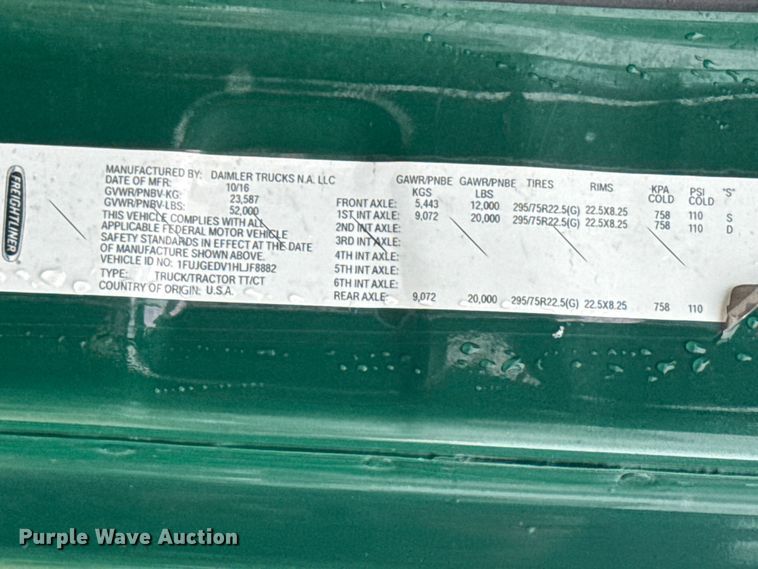 FREIGHTLINER
MANUFACTURED BY: DAIMLER TRUCKS N.A. LLC
DATE OF MFR: 10/16
GVWR/PNBV-KG: 23,587
GVWR/PNBV-LBS: 52,000
THIS VEHICLE COMPLIES WITH ALL
APPLICABLE FEDERAL MOTOR VEHICLE
SAFETY STANDARDS IN EFFECT AT THE DATE
OF MANUFACTURE SHOWN ABOVE.
VEHICLE ID NO: 1FUJGEDV1HLJF8882
TYPE: TRUCK/TRACTOR TT/CT
COUNTRY OF ORIGIN: U.S.A.
GAWR/PNBE KGS GAWR/PNBE LBS TIRES RIMS KPA COLD PSI COLD "S"
FRONT AXLE: 5,443 12,000 295/75R22.5(G) 22.5X8.25 758 110 S
1ST INT AXLE: 9,072 20,000 295/75R22.5(G) 22.5X8.25 758 110 D
2ND INT AXLE:
3RD INT AXLE:
4TH INT AXLE:
5TH INT AXLE:
6TH INT AXLE:
REAR AXLE: 9,072 20,000 295/75R22.5(G) 22.5X8.25 758 110
Purple Wave Auction